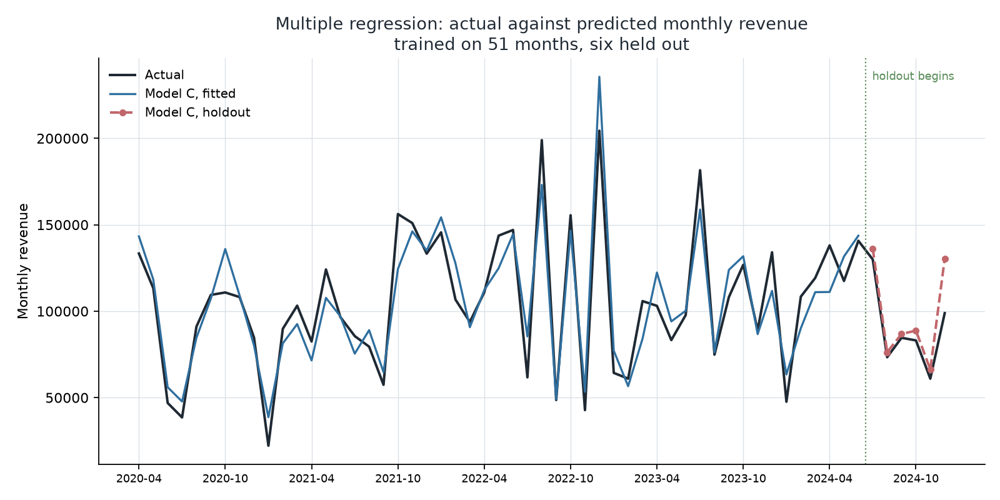 Multiple regression: actual against predicted monthly revenue
trained on 51 months, six held out
Actual
Model C, fitted
Model C, holdout
holdout begins
Monthly revenue
200000
150000
100000
50000
2020-04
2020-10
2021-04
2021-10
2022-04
2022-10
2023-04
2023-10
2024-04
2024-10